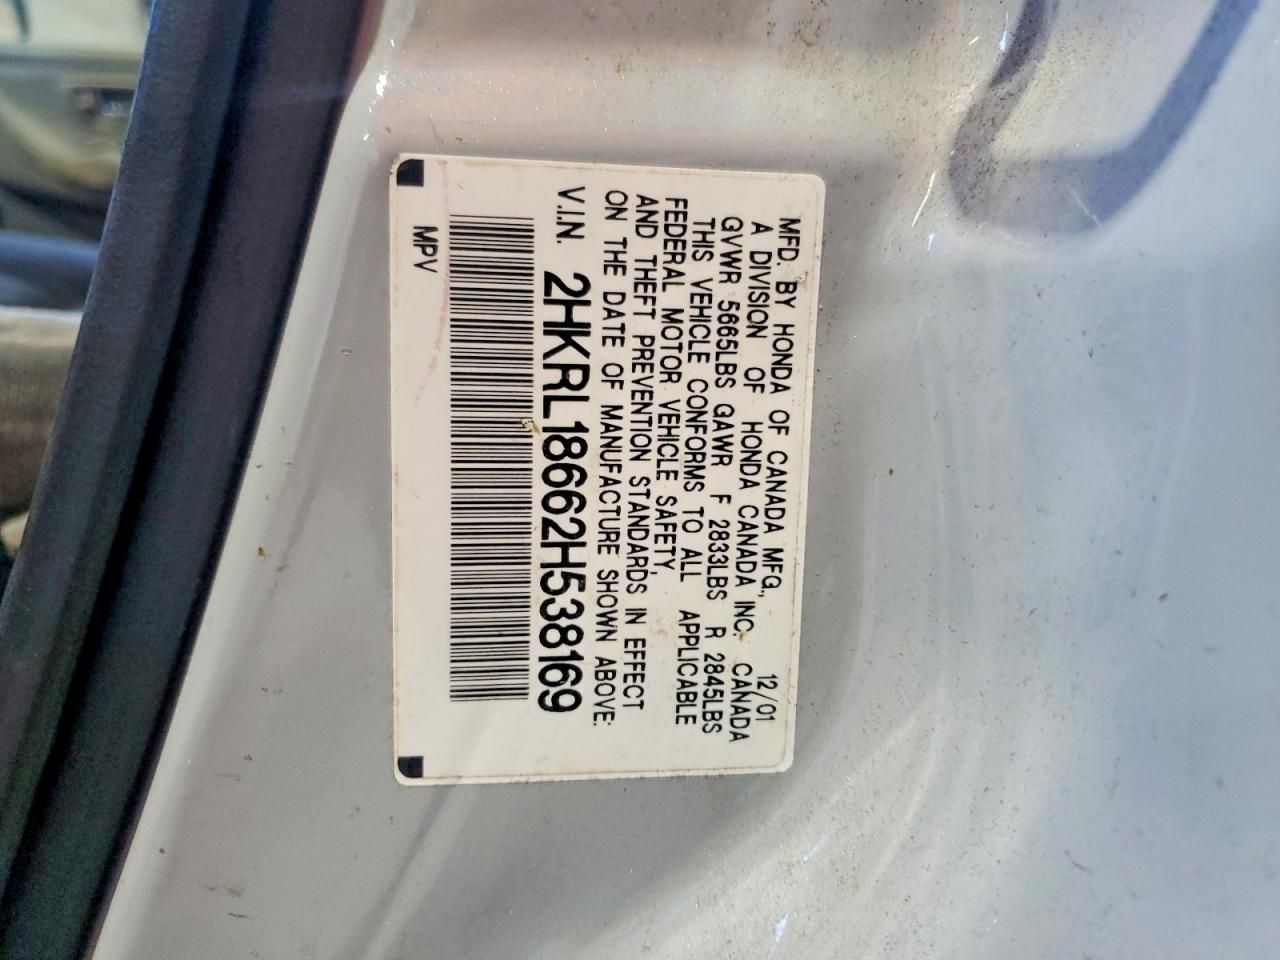 MFD. BY HONDA OF CANADA MFG., 12/01
A DIVISION OF HONDA CANADA INC. CANADA
GVWR 5665LBS GAWR F 2833LBS R 2845LBS
THIS VEHICLE CONFORMS TO ALL APPLICABLE
FEDERAL MOTOR VEHICLE SAFETY,
AND THEFT PREVENTION STANDARDS IN EFFECT
ON THE DATE OF MANUFACTURE SHOWN ABOVE:
V.I.N. 2HKRL18662H538169
MPV